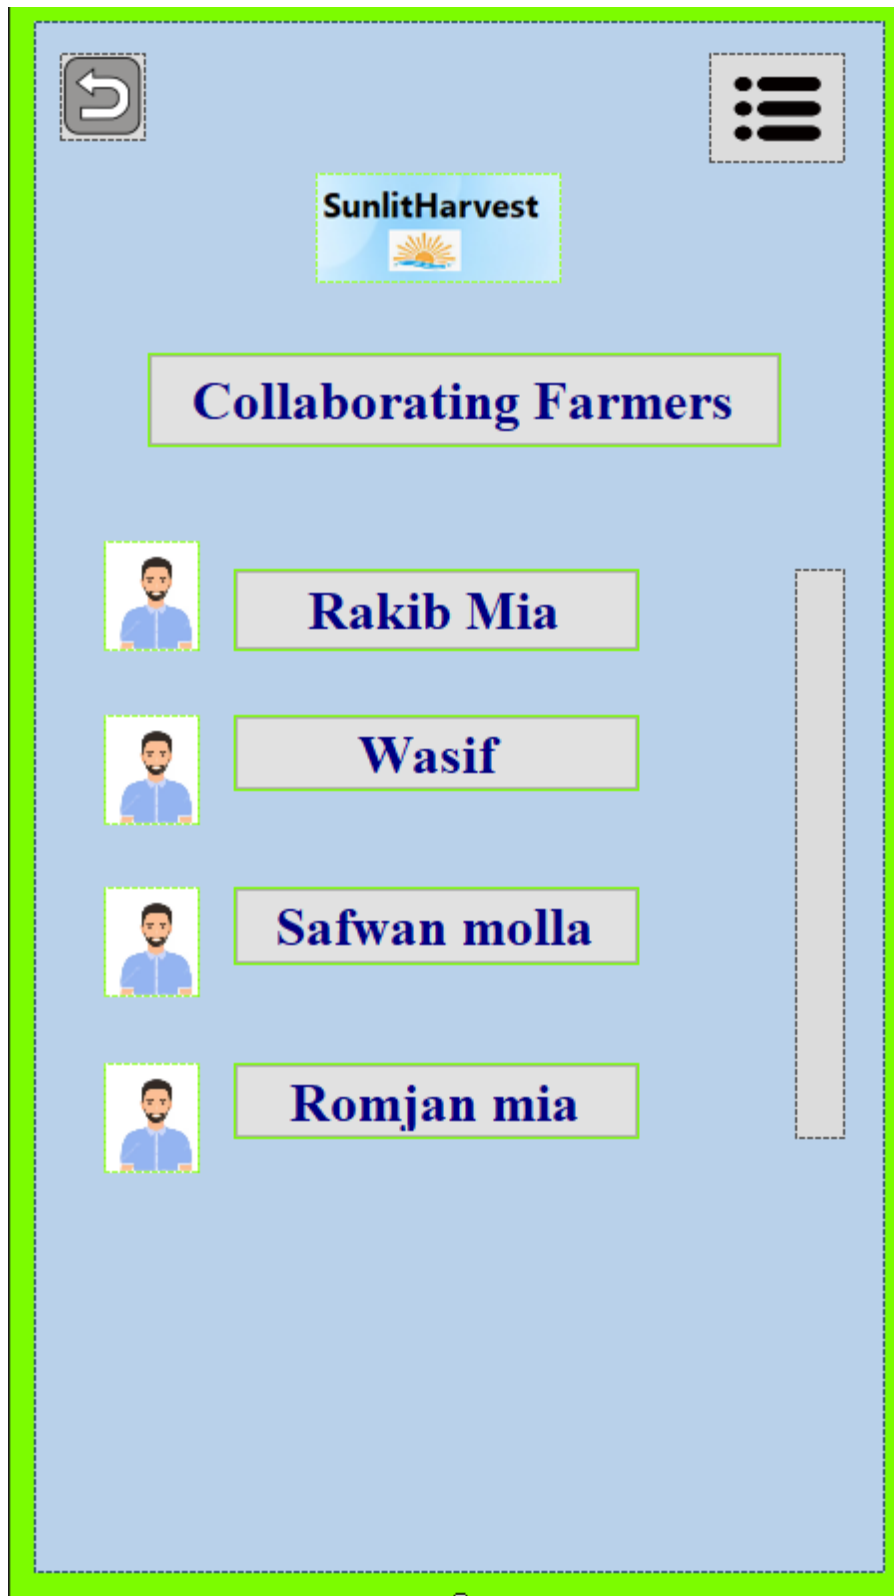 SunlitHarvest
Collaborating Farmers
Rakib Mia
Wasif
Safwan molla
Romjan mia